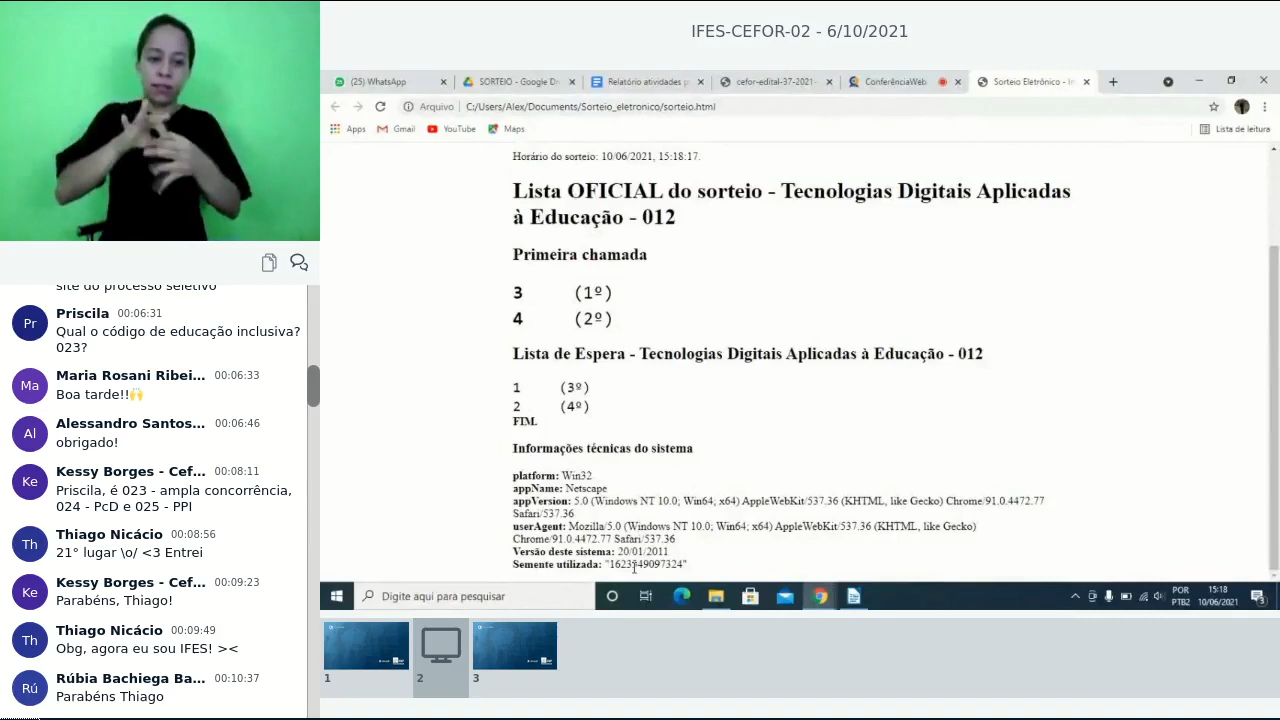 IFES-CEFOR-02 - 6/10/2021
(25) WhatsApp
SORTEIO - Google D
Relatório atividades p
cefor-edital-37-2021-
ConferênciaWeb
Sorteio Eletrônico - In
Arquivo
C:/Users/Alex/Documents/Sorteio_eletronico/sorteio.html
Apps
Gmail
YouTube
Maps
Lista de leitura
Horário do sorteio: 10/06/2021, 15:18:17.
Lista OFICIAL do sorteio - Tecnologias Digitais Aplicadas
à Educação - 012
Primeira chamada
3 (1º)
4 (2º)
Lista de Espera - Tecnologias Digitais Aplicadas à Educação - 012
1 (3º)
2 (4º)
FIM.
Informações técnicas do sistema
platform: Win32
appName: Netscape
appVersion: 5.0 (Windows NT 10.0; Win64; x64) AppleWebKit/537.36 (KHTML, like Gecko) Chrome/91.0.4472.77
Safari/537.36
userAgent: Mozilla/5.0 (Windows NT 10.0; Win64; x64) AppleWebKit/537.36 (KHTML, like Gecko)
Chrome/91.0.4472.77 Safari/537.36
Versão deste sistema: 20/01/2011
Semente utilizada:
Digite aqui para pesquisar
POR
PTB2
15:18
10/06/2021
3
1
2
3
site do processo seletivo
Pr
Priscila 00:06:31
Qual o código de educação inclusiva?
023?
Ma
Maria Rosani Ribei... 00:06:33
Boa tarde!!🙌
Al
Alessandro Santos... 00:06:46
obrigado!
Ke
Kessy Borges - Cef... 00:08:11
Priscila, é 023 - ampla concorrência,
024 - PcD e 025 - PPI
Th
Thiago Nicácio 00:08:56
21° lugar \o/ <3 Entrei
Ke
Kessy Borges - Cef... 00:09:23
Parabéns, Thiago!
Th
Thiago Nicácio 00:09:49
Obg, agora eu sou IFES! ><
Rú
Rúbia Bachiega Ba... 00:10:37
Parabéns Thiago